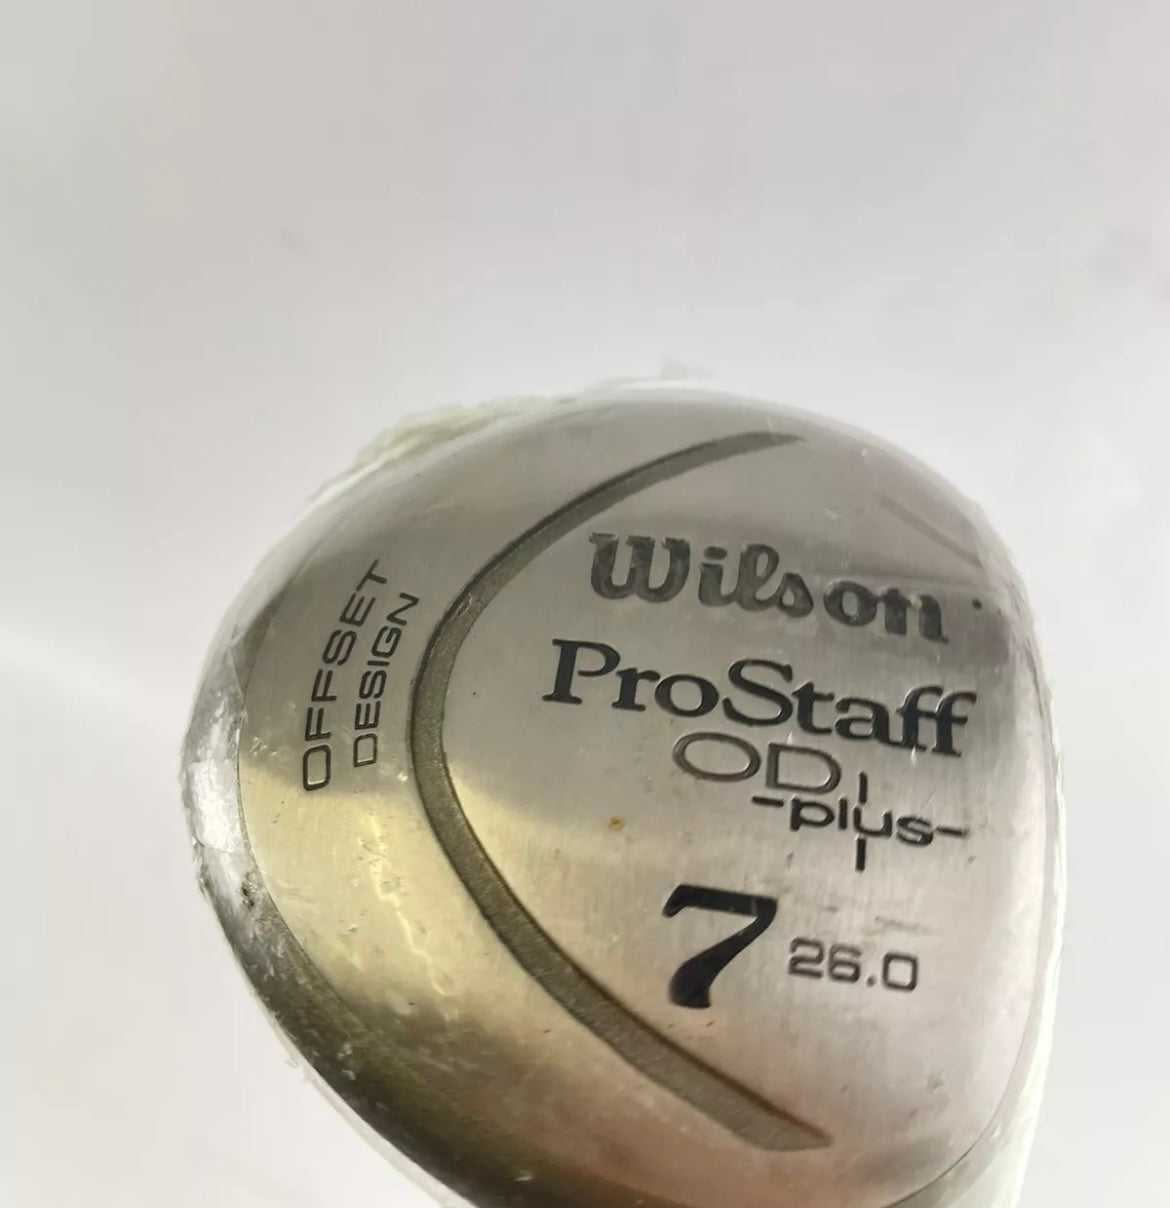 Wilson
ProStaff
OD
-plus-
7 26.0
OFFSET
DESIGN